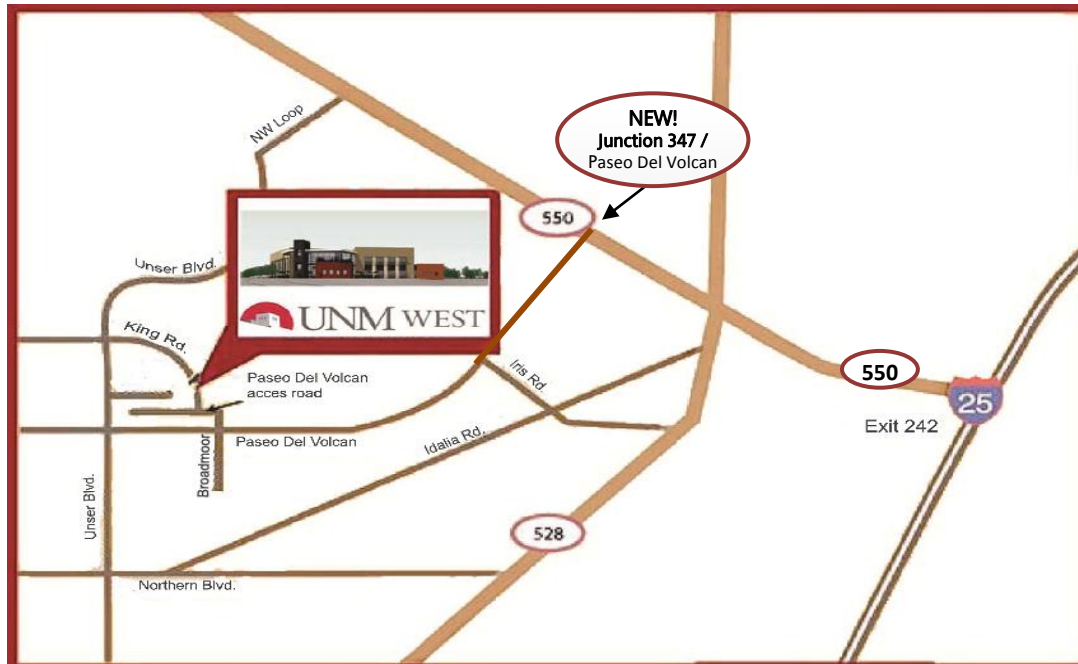 NW Loop
NEW!
Junction 347 /
Paseo Del Volcan
550
Unser Blvd.
UNM WEST
King Rd.
Paseo Del Volcan
acces road
Iris Rd
550
25
Exit 242
Paseo Del Volcan
Idalia Rd.
Broadmoor
Unser Blvd.
528
Northern Blvd.